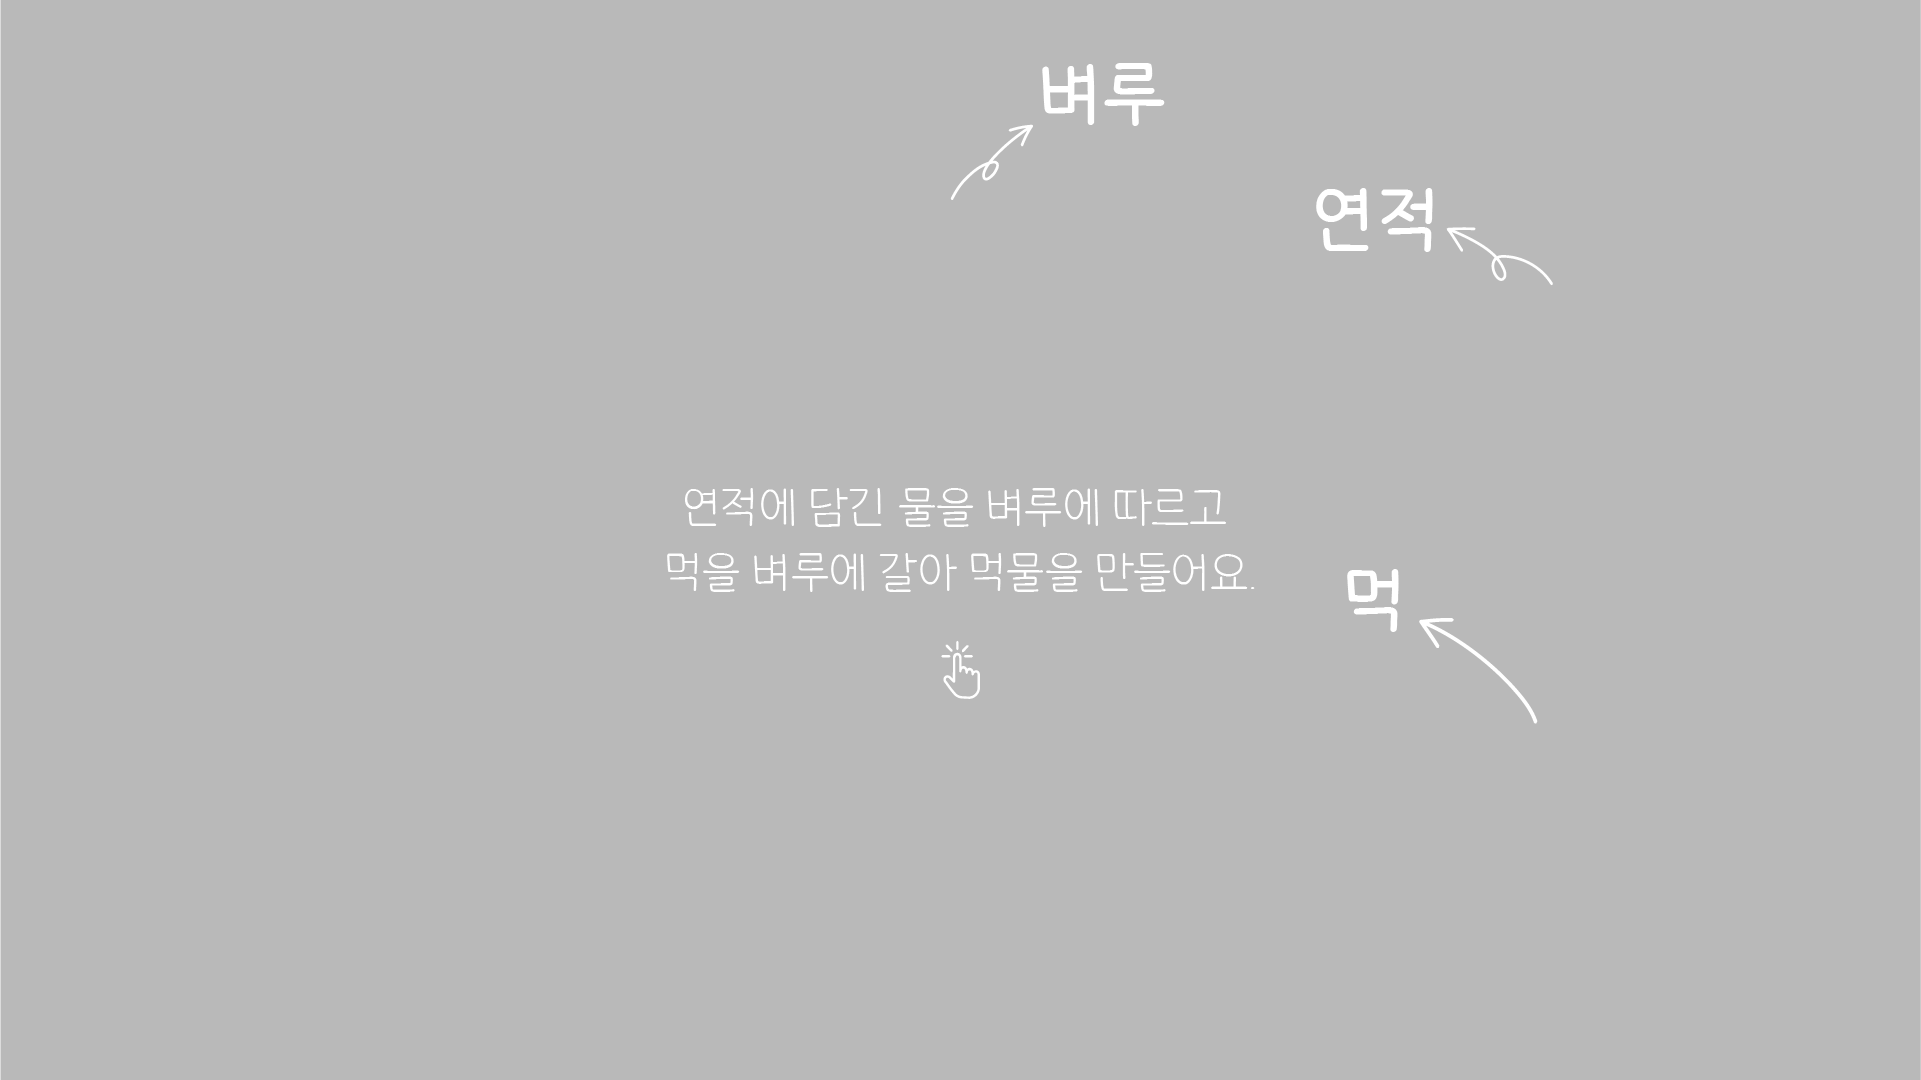 벼루
연적
연적에 담긴 물을 벼루에 따르고
먹을 벼루에 갈아 먹물을 만들어요.
먹